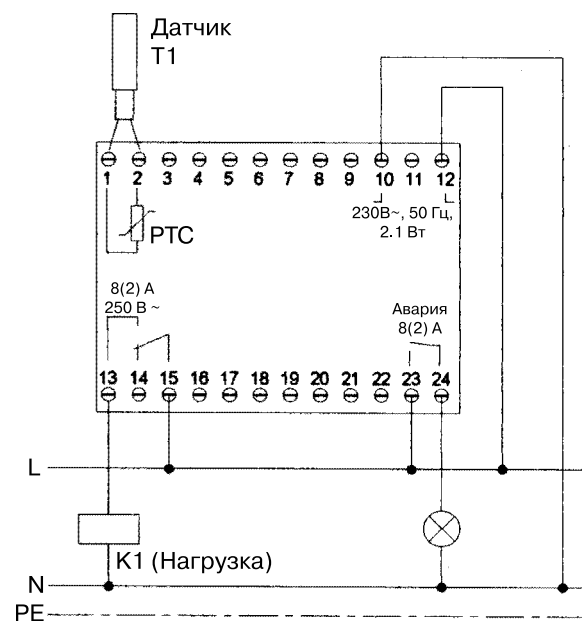 Датчик
T1
1 2 3 4 5 6 7 8 9 10 11 12
230В~, 50 Гц,
2.1 Вт
PTC
8(2) А
250 В ~
Авария
8(2) А
13 14 15 16 17 18 19 20 21 22 23 24
L
K1 (Нагрузка)
N
PE